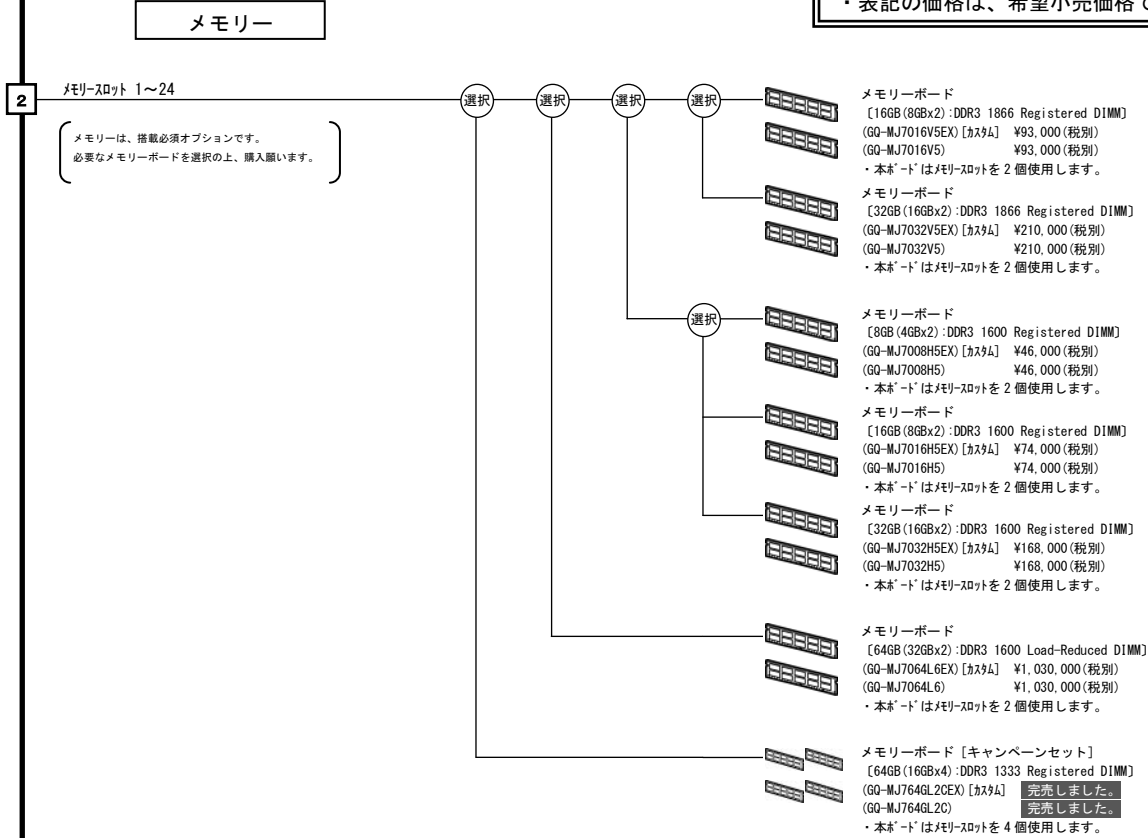 ・表記の価格は、希望小売価格で
メモリー
2
ﾒﾓﾘｰｽﾛｯﾄ 1～24
選択
選択
選択
選択
メモリーは、搭載必須オプションです。
必要なメモリーボードを選択の上、購入願います。
メモリーボード
〔16GB(8GBx2):DDR3 1866 Registered DIMM〕
(GQ-MJ7016V5EX)[ｶｽﾀﾑ] ¥93,000(税別)
(GQ-MJ7016V5) ¥93,000(税別)
・本ボードはﾒﾓﾘｰｽﾛｯﾄを2個使用します。
メモリーボード
〔32GB(16GBx2):DDR3 1866 Registered DIMM〕
(GQ-MJ7032V5EX)[ｶｽﾀﾑ] ¥210,000(税別)
(GQ-MJ7032V5) ¥210,000(税別)
・本ﾎﾞｰﾄﾞはﾒﾓﾘｰｽﾛｯﾄを2個使用します。
選択
メモリーボード
〔8GB(4GBx2):DDR3 1600 Registered DIMM〕
(GQ-MJ7008H5EX)[ｶｽﾀﾑ] ¥46,000(税別)
(GQ-MJ7008H5) ¥46,000(税別)
・本ﾎﾞｰﾄﾞはﾒﾓﾘｰｽﾛｯﾄを2個使用します。
メモリーボード
〔16GB(8GBx2):DDR3 1600 Registered DIMM〕
(GQ-MJ7016H5EX)[ｶｽﾀﾑ] ¥74,000(税別)
(GQ-MJ7016H5) ¥74,000(税別)
・本ﾎﾞｰﾄﾞはﾒﾓﾘｰｽﾛｯﾄを2個使用します。
メモリーボード
〔32GB(16GBx2):DDR3 1600 Registered DIMM〕
(GQ-MJ7032H5EX)[ｶｽﾀﾑ] ¥168,000(税別)
(GQ-MJ7032H5) ¥168,000(税別)
・本ﾎﾞｰﾄﾞはﾒﾓﾘｰｽﾛｯﾄを2個使用します。
メモリーボード
〔64GB(32GBx2):DDR3 1600 Load-Reduced DIMM〕
(GQ-MJ7064L6EX)[ｶｽﾀﾑ] ¥1,030,000(税別)
(GQ-MJ7064L6) ¥1,030,000(税別)
・本ﾎﾞｰﾄﾞはﾒﾓﾘｰｽﾛｯﾄを2個使用します。
メモリーボード［キャンペーンセット］
〔64GB(16GBx4):DDR3 1333 Registered DIMM〕
(GQ-MJ764GL2CEX)[ｶｽﾀﾑ] 完売しました。
(GQ-MJ764GL2C) 完売しました。
・本ﾎﾞｰﾄﾞはﾒﾓﾘｰｽﾛｯﾄを4個使用します。